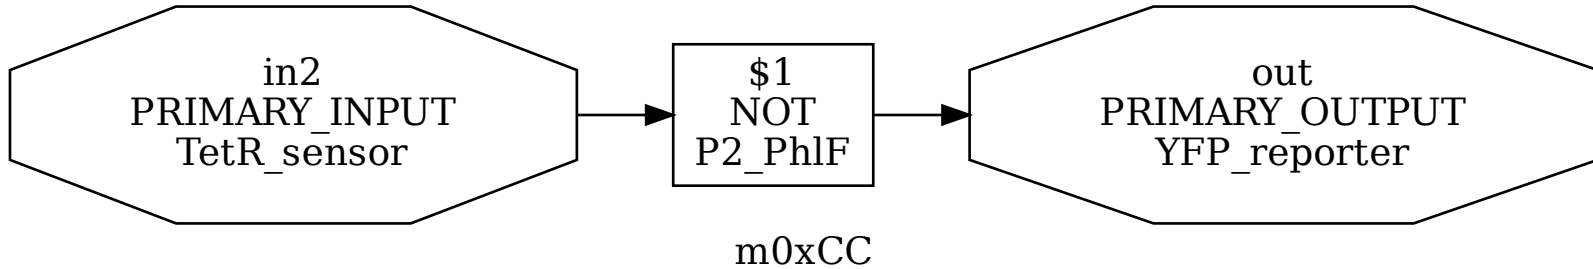 in2
PRIMARY_INPUT
TetR_sensor
$1
NOT
P2_PhlF
out
PRIMARY_OUTPUT
YFP_reporter
m0xCC